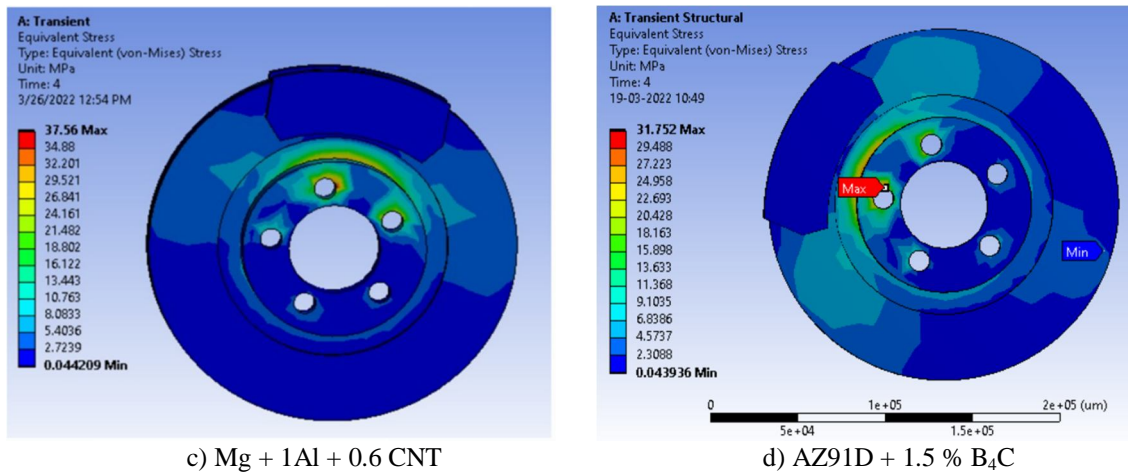 A: Transient
Equivalent Stress
Type: Equivalent (von-Mises) Stress
Unit: MPa
Time: 4
3/26/2022 12:54 PM
37.56 Max
34.88
32.201
29.521
26.841
24.161
21.482
18.802
16.122
13.443
10.763
8.0833
5.4036
2.7239
0.044209 Min
c) Mg + 1Al + 0.6 CNT
A: Transient Structural
Equivalent Stress
Type: Equivalent (von-Mises) Stress
Unit: MPa
Time: 4
19-03-2022 10:49
31.752 Max
29.488
27.223
24.958
22.693
20.428
18.163
15.898
13.633
11.368
9.1035
6.8386
4.5737
2.3088
0.043936 Min
Max
Min
0 1e+05 2e+05 (um)
5e+04 1.5e+05
d) AZ91D + 1.5 % B₄C